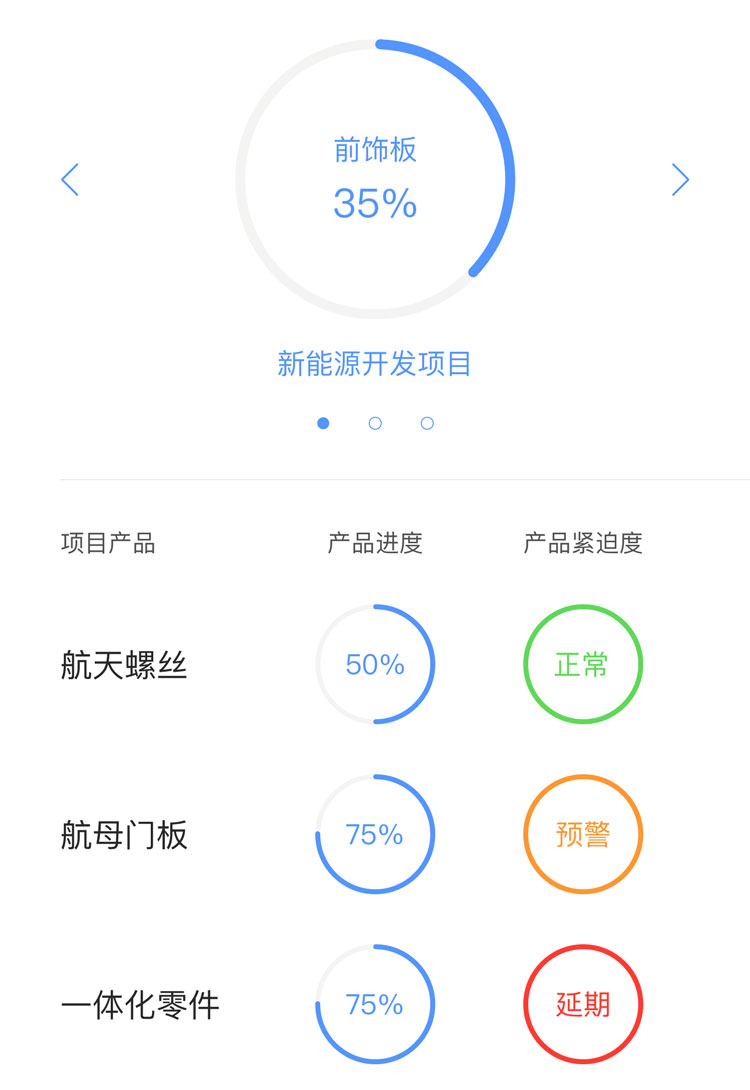 前饰板
35%
新能源开发项目
项目产品 产品进度 产品紧迫度
航天螺丝 50% 正常
航母门板 75% 预警
一体化零件 75% 延期